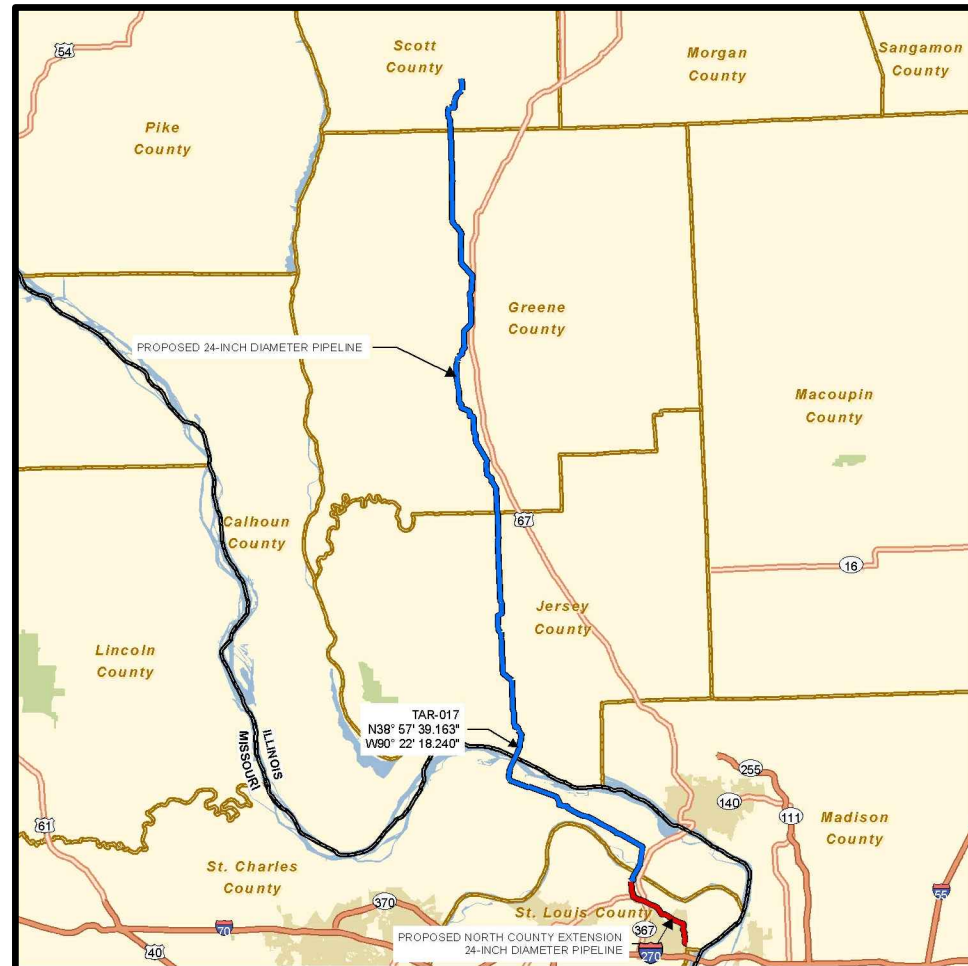 54
Scott
County
Morgan
County
Sangamon
County
Pike
County
Greene
County
PROPOSED 24-INCH DIAMETER PIPELINE
Macoupin
County
67
Calhoun
County
16
Jersey
County
Lincoln
County
TAR-017
N38° 57' 39.163"
W90° 22' 18.240"
ILLINOIS
MISSOURI
255
140
111
Madison
County
61
St. Charles
County
370
St. Louis County
55
70
367
40
PROPOSED NORTH COUNTY EXTENSION
24-INCH DIAMETER PIPELINE
270